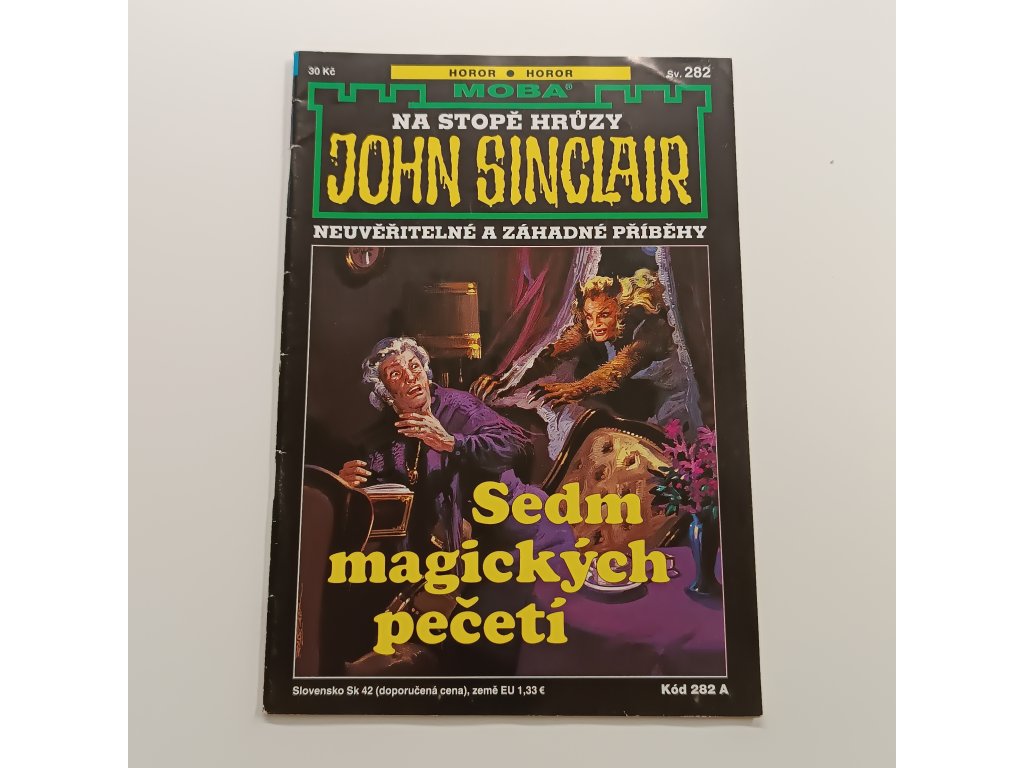 30 Kč
HOROR • HOROR
Sv. 282
MOBA®
NA STOPĚ HRŮZY
JOHN SINCLAIR
NEUVĚŘITELNÉ A ZÁHADNÉ PŘÍBĚHY
Sedm
magických
pečetí
Slovensko Sk 42 (doporučená cena), země EU 1,33 €
Kód 282 A